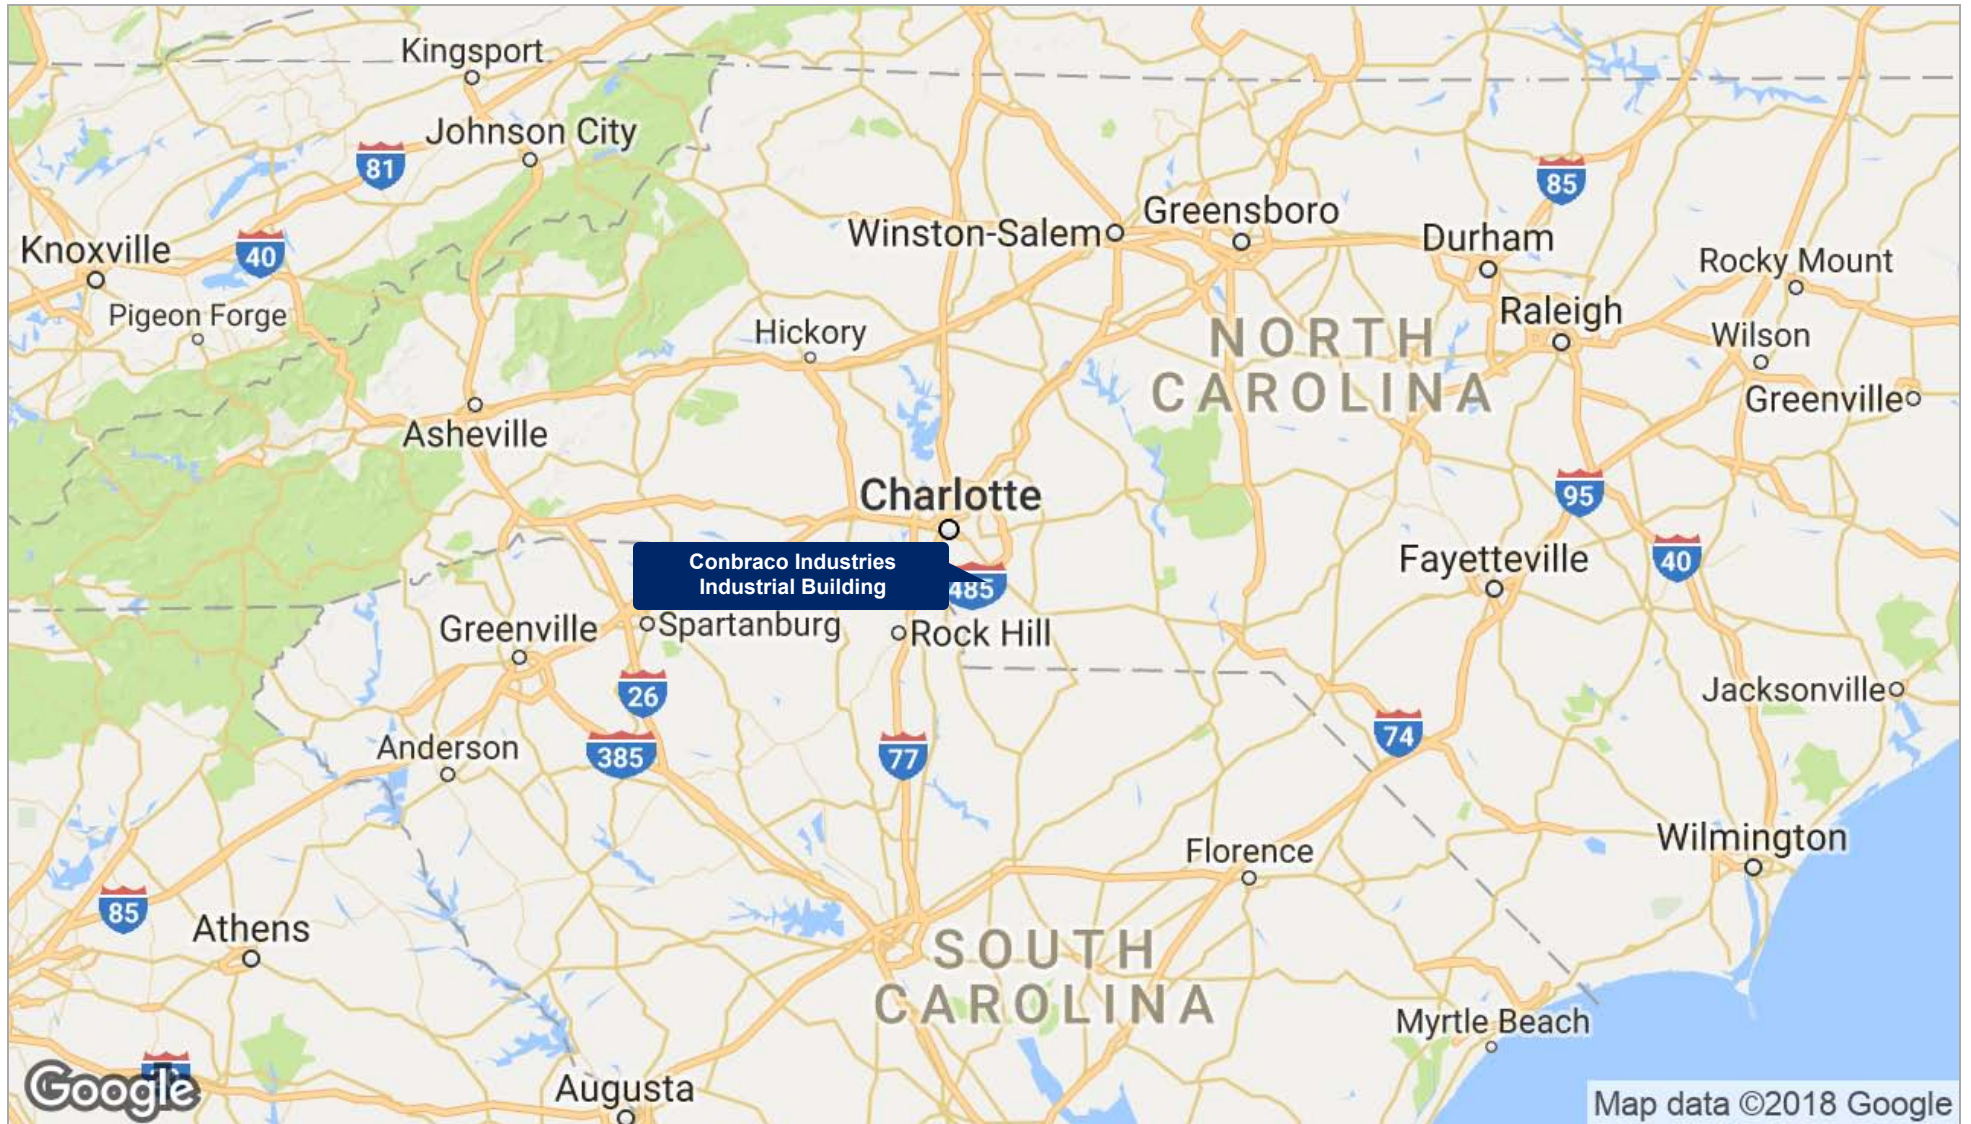 Kingsport
Johnson City
81
85
Greensboro
Winston-Salem
Durham
Knoxville
40
Rocky Mount
Pigeon Forge
Raleigh
Hickory
NORTH
CAROLINA
Wilson
Greenville
Asheville
Charlotte
95
Conbraco Industries
Industrial Building
485
Fayetteville
40
Greenville
Spartanburg
Rock Hill
26
Jacksonville
74
Anderson
385
77
Wilmington
Florence
85
Athens
SOUTH
CAROLINA
Myrtle Beach
Google
Augusta
Map data ©2018 Google